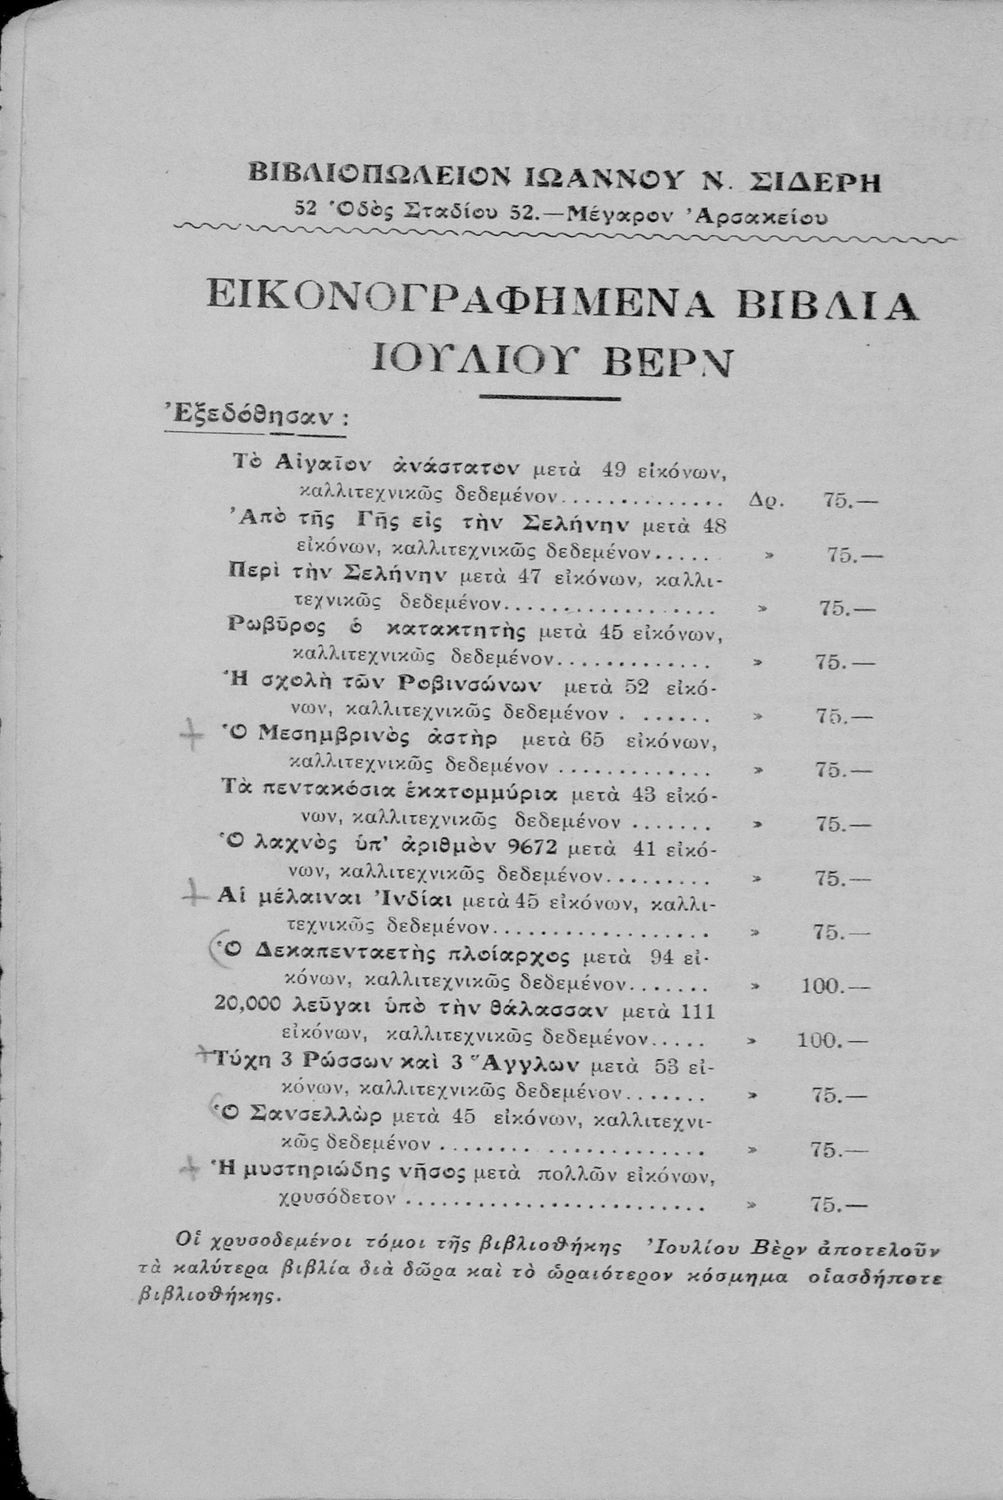 ΒΙΒΛΙΟΠΩΛΕΙΟΝ ΙΩΑΝΝΟΥ Ν. ΣΙΔΕΡΗ
52 Ὁδὸς Σταδίου 52.—Μέγαρον Ἀρσακείου
ΕΙΚΟΝΟΓΡΑΦΗΜΕΝΑ ΒΙΒΛΙΑ
ΙΟΥΛΙΟΥ ΒΕΡΝ
Ἐξεδόθησαν :
Τὸ Αἰγαῖον ἀνάστατον μετὰ 49 εἰκόνων,
καλλιτεχνικῶς δεδεμένον.............. Δρ. 75.—
Ἀπὸ τῆς Γῆς εἰς τὴν Σελήνην μετὰ 48
εἰκόνων, καλλιτεχνικῶς δεδεμένον..... » 75.—
Περὶ τὴν Σελήνην μετὰ 47 εἰκόνων, καλλι-
τεχνικῶς δεδεμένον.................. » 75.—
Ρωβῦρος ὁ κατακτητὴς μετὰ 45 εἰκόνων,
καλλιτεχνικῶς δεδεμένον............. » 75.—
Ἡ σχολὴ τῶν Ροβινσώνων μετὰ 52 εἰκό-
νων, καλλιτεχνικῶς δεδεμένον . ...... » 75.—
Ὁ Μεσημβρινὸς ἀστὴρ μετὰ 65 εἰκόνων,
καλλιτεχνικῶς δεδεμένον ............. » 75.—
Τὰ πεντακόσια ἑκατομμύρια μετὰ 43 εἰκό-
νων, καλλιτεχνικῶς δεδεμένον ....... » 75.—
Ὁ λαχνὸς ὑπ' ἀριθμὸν 9672 μετὰ 41 εἰκό-
νων, καλλιτεχνικῶς δεδεμένον......... » 75.—
Αἱ μέλαιναι Ἰνδίαι μετὰ 45 εἰκόνων, καλλι-
τεχνικῶς δεδεμένον.................. » 75.—
Ὁ Δεκαπενταετὴς πλοίαρχος μετὰ 94 εἰ-
κόνων, καλλιτεχνικῶς δεδεμένον....... » 100.—
20,000 λεῦγαι ὑπὸ τὴν θάλασσαν μετὰ 111
εἰκόνων, καλλιτεχνικῶς δεδεμένον..... » 100.—
Τύχη 3 Ρώσσων καὶ 3 Ἄγγλων μετὰ 53 εἰ-
κόνων, καλλιτεχνικῶς δεδεμένον....... » 75.—
Ὁ Σανσελλὼρ μετὰ 45 εἰκόνων, καλλιτεχνι-
κῶς δεδεμένον ........ ............. » 75.—
Ἡ μυστηριώδης νῆσος μετὰ πολλῶν εἰκόνων,
χρυσόδετον .......................... » 75.—
Οἱ χρυσοδεμένοι τόμοι τῆς βιβλιοθήκης Ἰουλίου Βὲρν ἀποτελοῦν
τὰ καλύτερα βιβλία διὰ δῶρα καὶ τὸ ὡραιότερον κόσμημα οἱασδήποτε
βιβλιοθήκης.